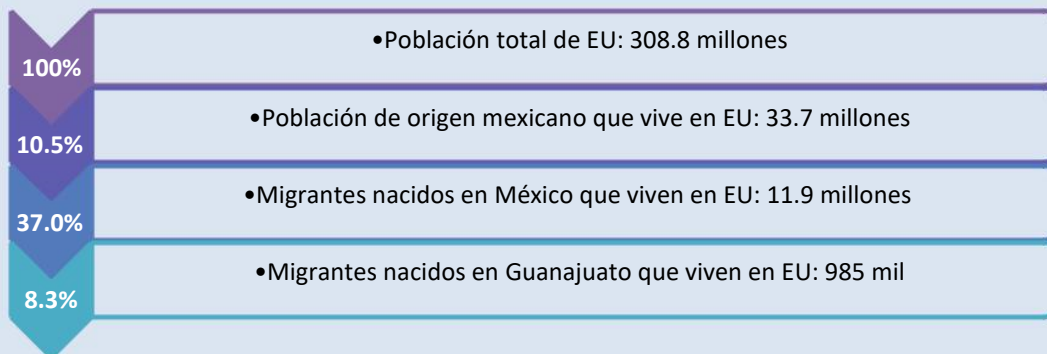 •Población total de EU: 308.8 millones
100%
•Población de origen mexicano que vive en EU: 33.7 millones
10.5%
•Migrantes nacidos en México que viven en EU: 11.9 millones
37.0%
•Migrantes nacidos en Guanajuato que viven en EU: 985 mil
8.3%